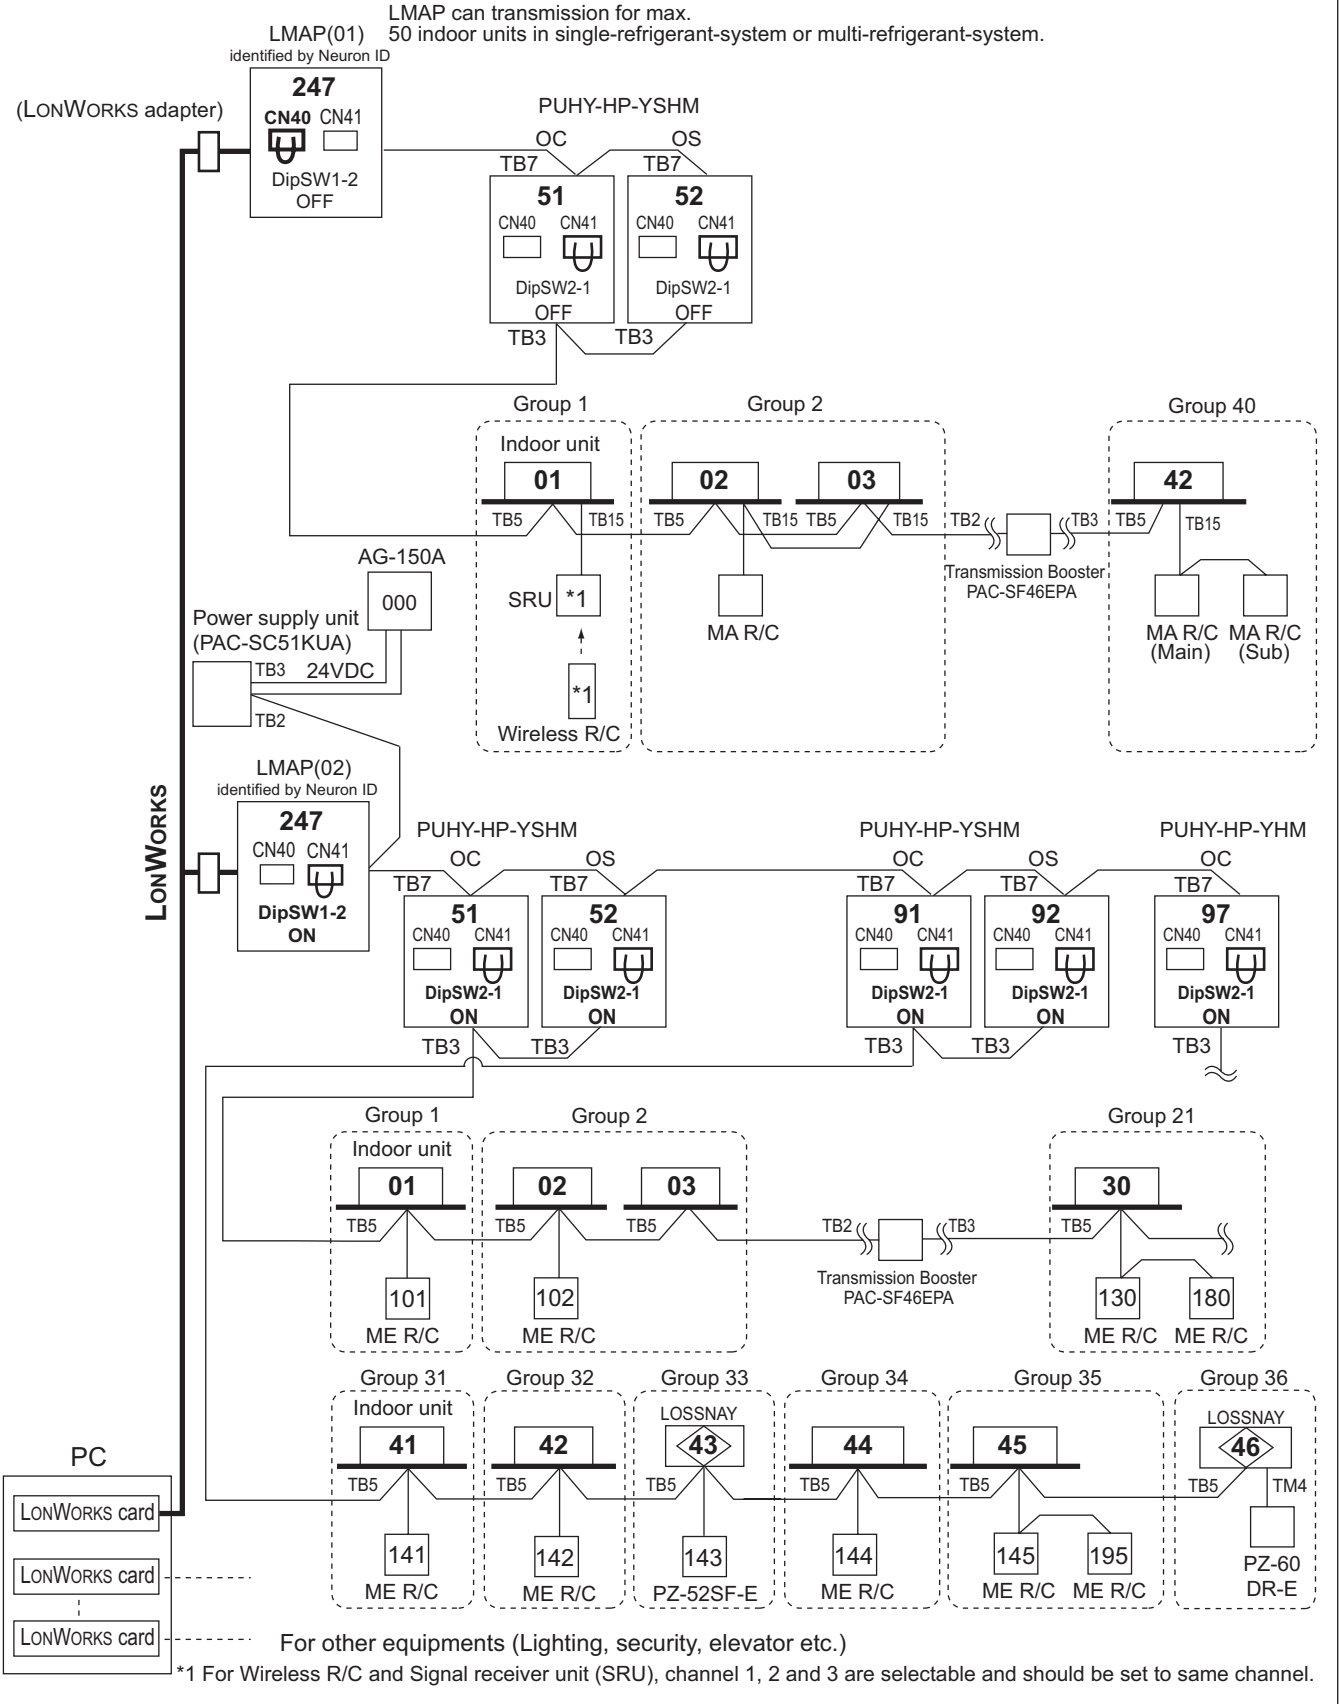 LMAP can transmission for max.
50 indoor units in single-refrigerant-system or multi-refrigerant-system.
LMAP(01)
identified by Neuron ID
247
(LONWORKS adapter)
CN40 CN41
DipSW1-2
OFF
PUHY-HP-YSHM
OC OS
TB7 TB7
51 52
CN40 CN41 CN40 CN41
DipSW2-1 DipSW2-1
OFF OFF
TB3 TB3
Group 1 Group 2 Group 40
Indoor unit
01 02 03 42
TB5 TB15 TB5 TB15 TB5 TB15 TB2 TB3 TB5 TB15
Transmission Booster
PAC-SF46EPA
AG-150A
000
SRU *1
MA R/C
MA R/C
(Main)
MA R/C
(Sub)
Power supply unit
(PAC-SC51KUA)
TB3 24VDC
TB2
*1
Wireless R/C
LMAP(02)
identified by Neuron ID
247
CN40 CN41
DipSW1-2
ON
LONWORKS
PUHY-HP-YSHM PUHY-HP-YSHM PUHY-HP-YHM
OC OS OC OS OC
TB7 TB7 TB7 TB7 TB7
51 52 91 92 97
CN40 CN41 CN40 CN41 CN40 CN41 CN40 CN41 CN40 CN41
DipSW2-1 DipSW2-1 DipSW2-1 DipSW2-1 DipSW2-1
ON ON ON ON ON
TB3 TB3 TB3 TB3 TB3
Group 1 Group 2 Group 21
Indoor unit
01 02 03 30
TB5 TB5 TB5 TB2 TB3 TB5
Transmission Booster
PAC-SF46EPA
101 102 130 180
ME R/C ME R/C ME R/C ME R/C
Group 31 Group 32 Group 33 Group 34 Group 35 Group 36
Indoor unit
LOSSNAY LOSSNAY
41 42 43 44 45 46
TB5 TB5 TB5 TB5 TB5 TB5 TM4
141 142 143 144 145 195
ME R/C ME R/C PZ-52SF-E ME R/C ME R/C ME R/C
PZ-60
DR-E
PC
LONWORKS card
LONWORKS card
LONWORKS card
For other equipments (Lighting, security, elevator etc.)
*1 For Wireless R/C and Signal receiver unit (SRU), channel 1, 2 and 3 are selectable and should be set to same channel.